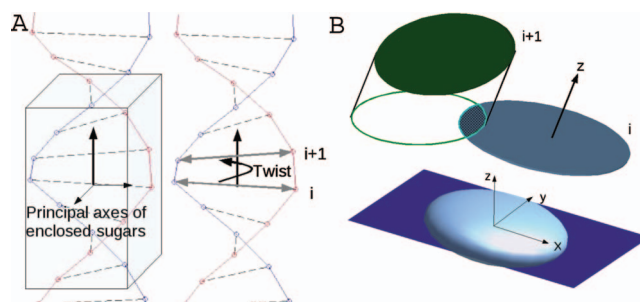 A
B
i+1
z
i
i+1
Twist
i
Principal axes of
enclosed sugars
z
y
x